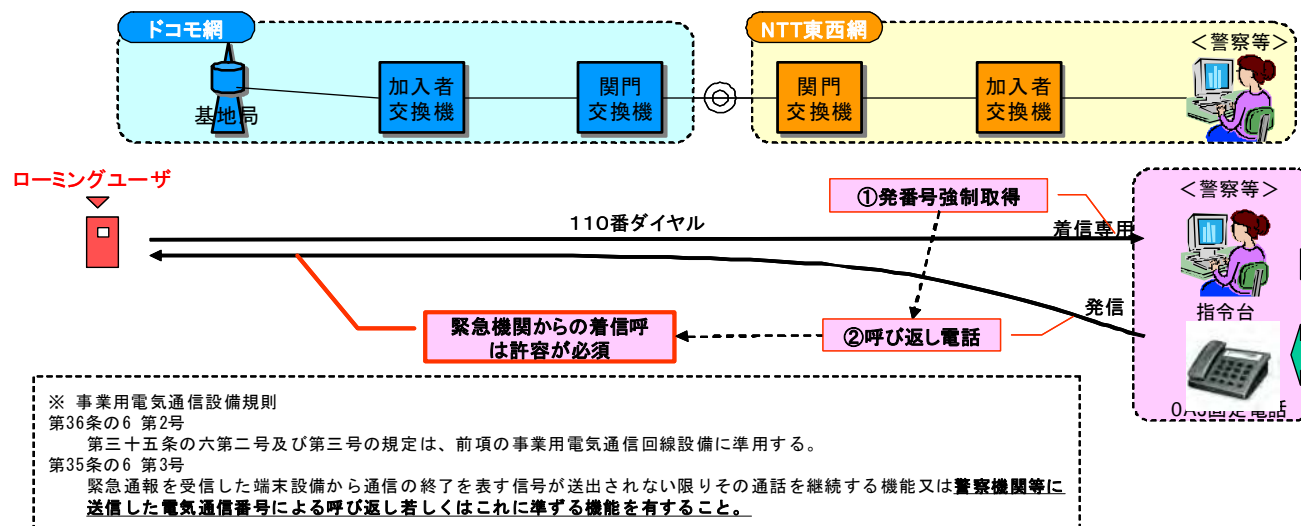 ドコモ網
NTT東西網
＜警察等＞
基地局
加入者
交換機
関門
交換機
関門
交換機
加入者
交換機
ローミングユーザ
110番ダイヤル
①発番号強制取得
着信専用
＜警察等＞
発信
指令台
緊急機関からの着信呼
は許容が必須
②呼び返し電話
0AJ固定電話
※ 事業用電気通信設備規則
第36条の6 第2号
第三十五条の六第二号及び第三号の規定は、前項の事業用電気通信回線設備に準用する。
第35条の6 第3号
緊急通報を受信した端末設備から通信の終了を表す信号が送出されない限りその通話を継続する機能又は警察機関等に
送信した電気通信番号による呼び返し若しくはこれに準ずる機能を有すること。